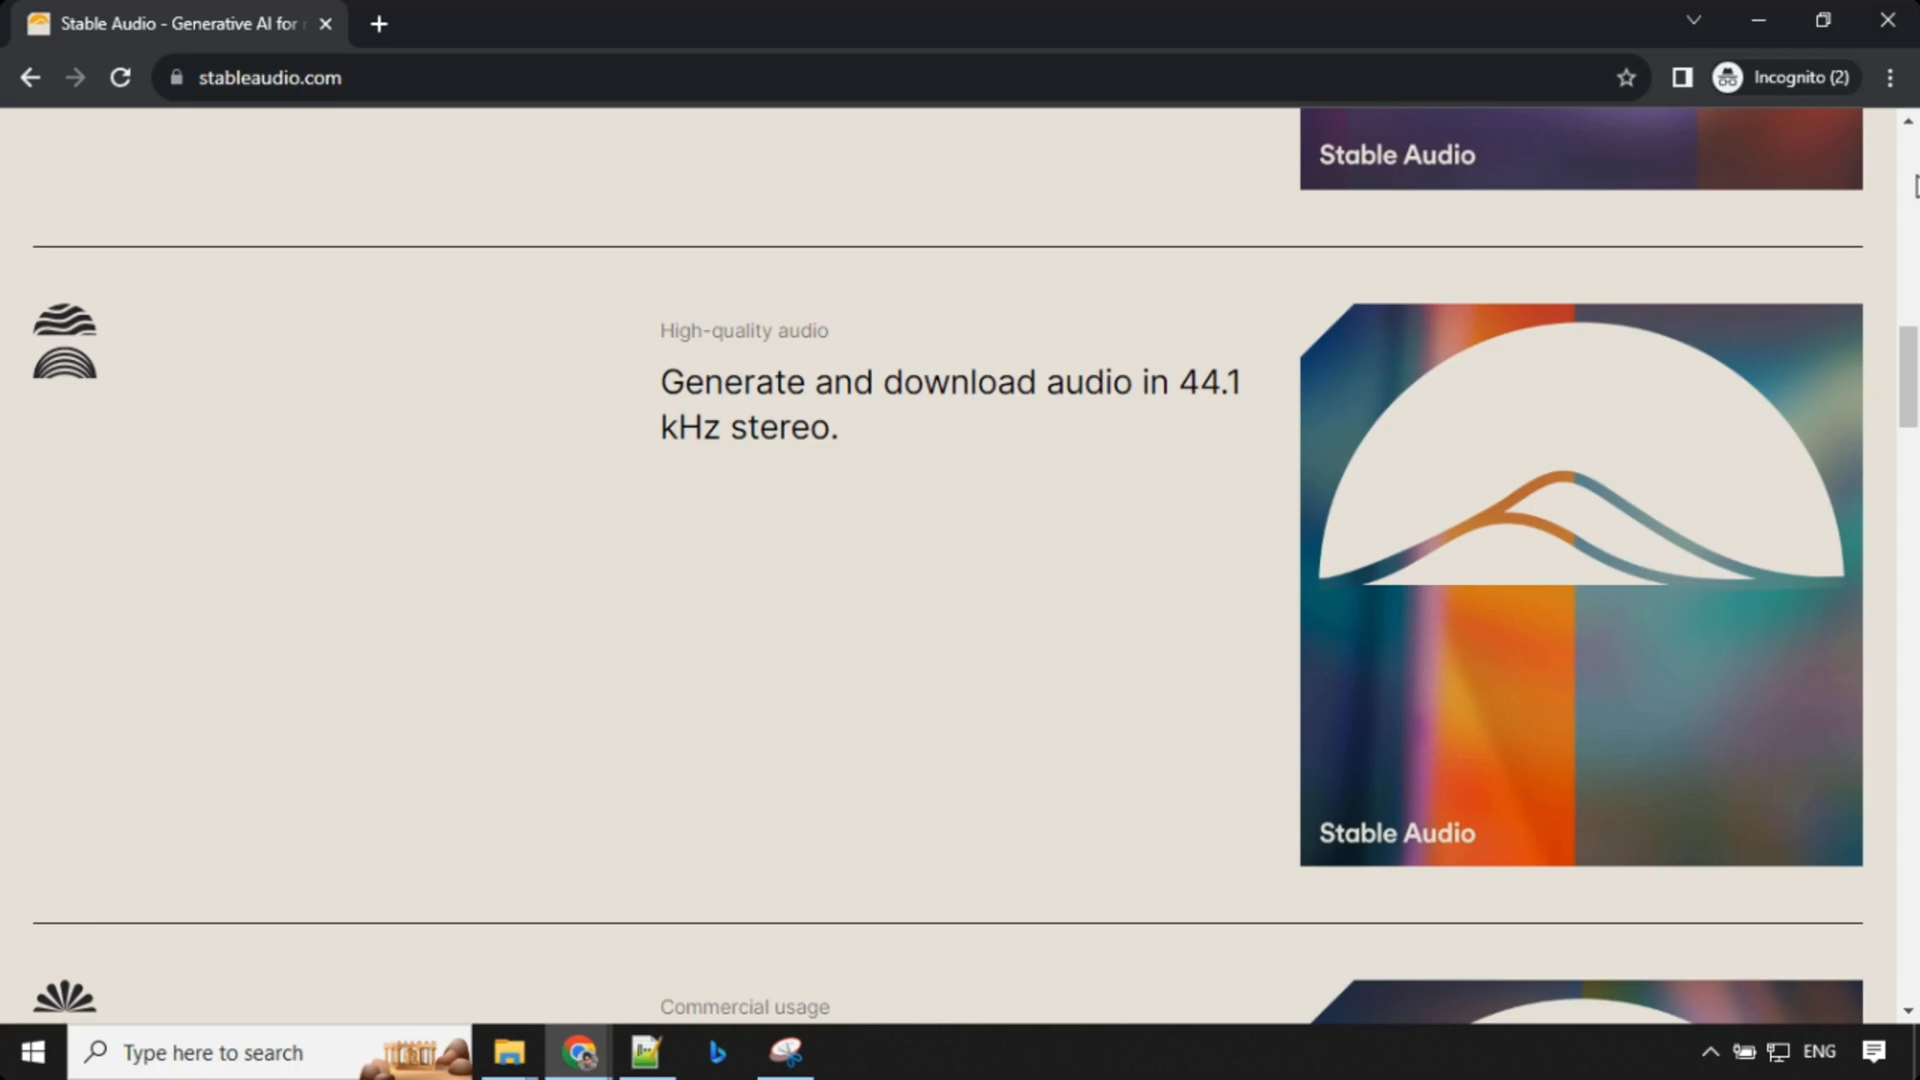 Stable Audio - Generative AI for
stableaudio.com
Incognito (2)
Stable Audio
High-quality audio
Generate and download audio in 44.1
kHz stereo.
Stable Audio
Commercial usage
Type here to search
ENG